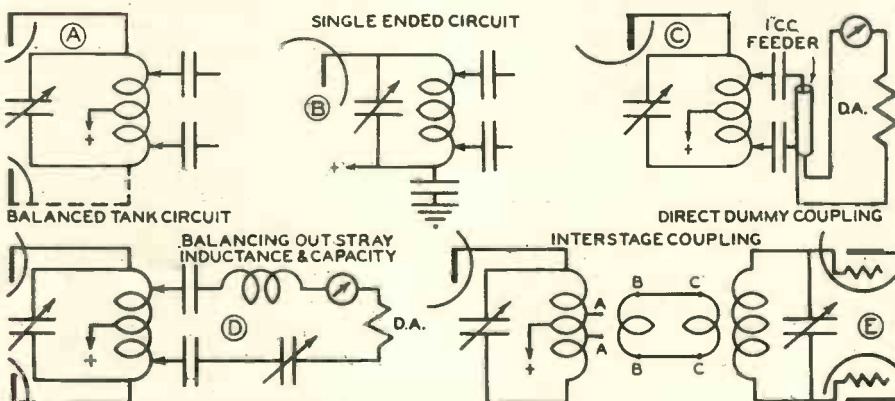 A
+
BALANCED TANK CIRCUIT
SINGLE ENDED CIRCUIT
B
+
C
I.C.C.
FEEDER
D.A.
+
DIRECT DUMMY COUPLING
BALANCING OUT STRAY
INDUCTANCE & CAPACITY
D
D.A.
+
INTERSTAGE COUPLING
A
A
B
C
B
C
+
E